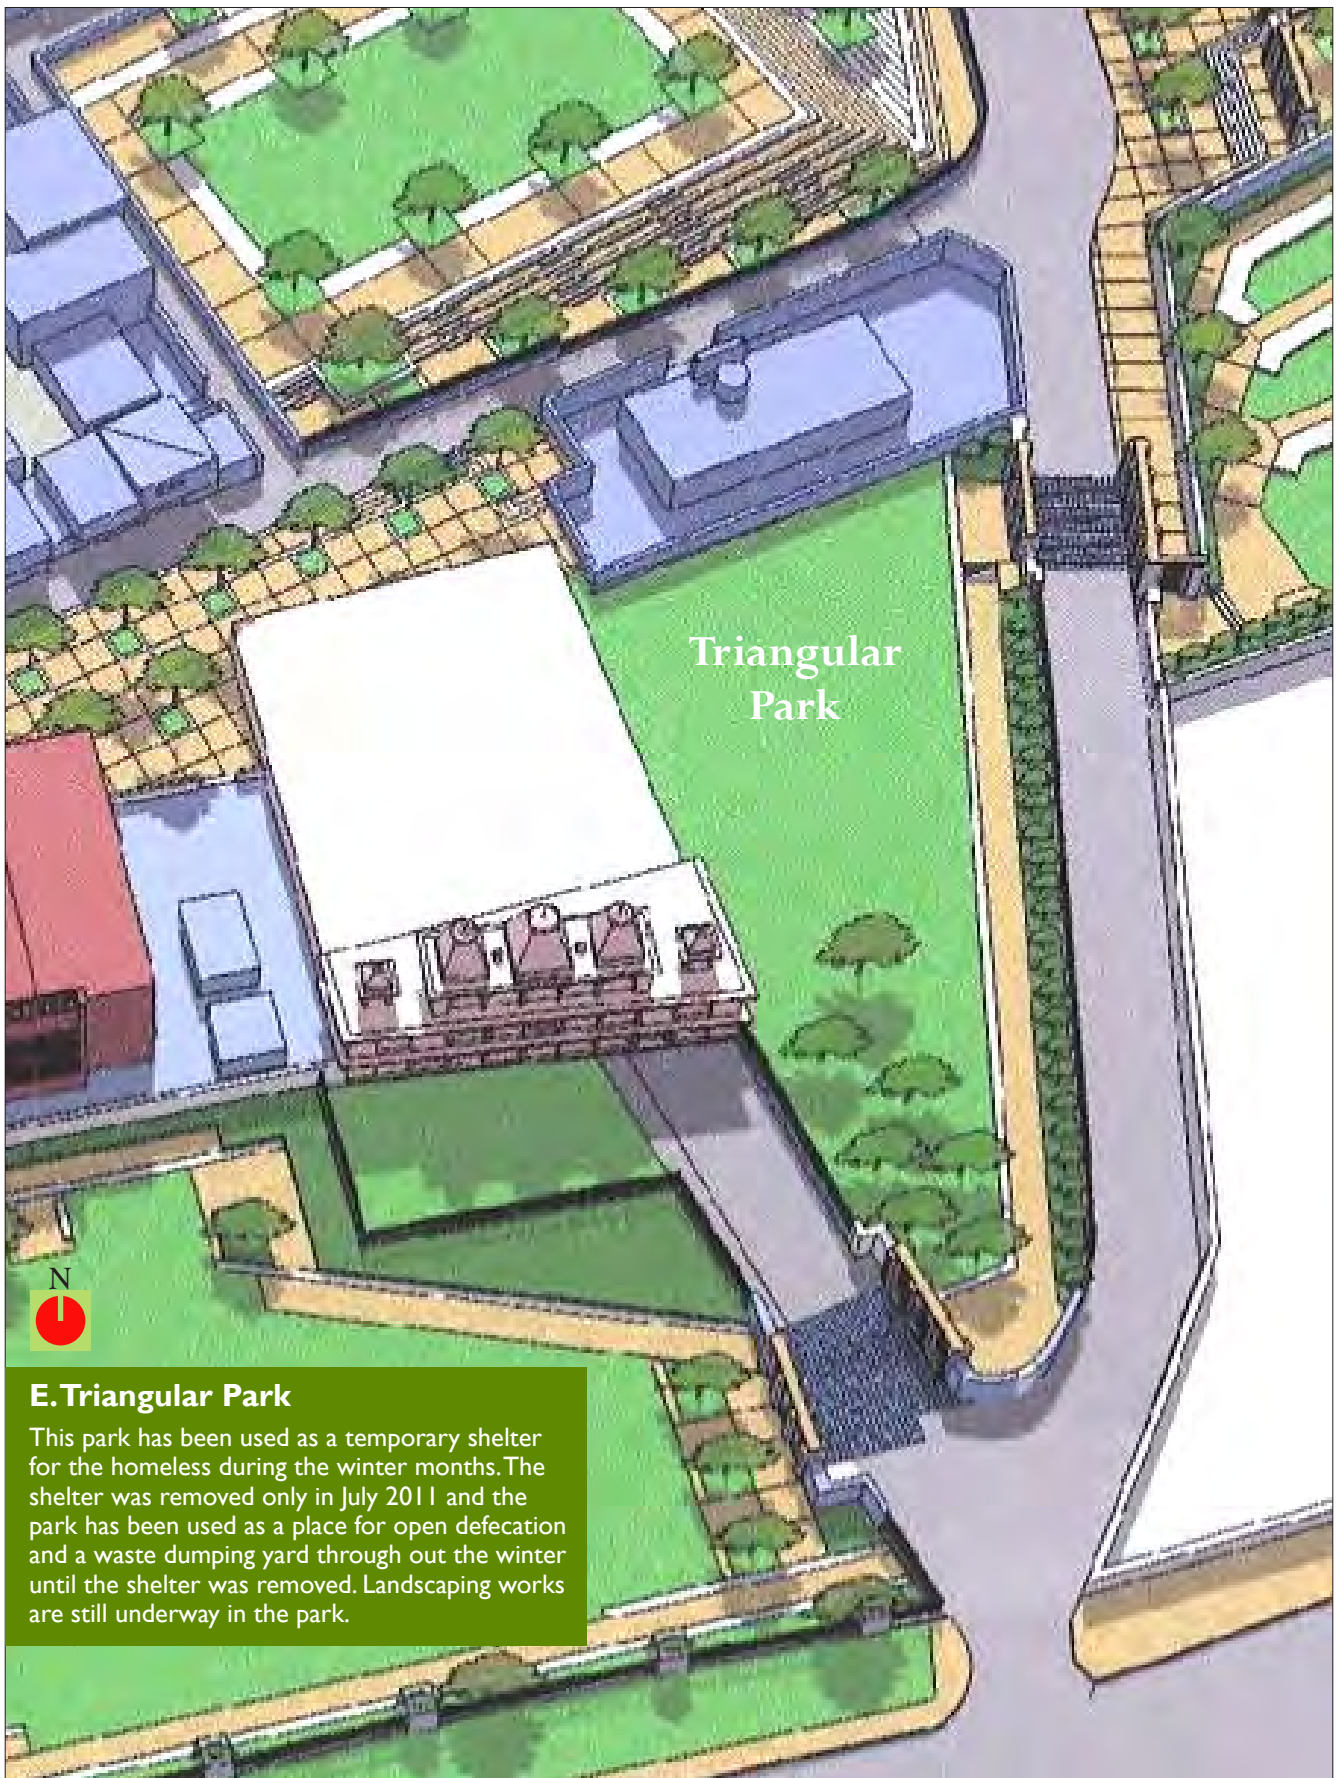 Triangular
Park
N
E. Triangular Park
This park has been used as a temporary shelter
for the homeless during the winter months. The
shelter was removed only in July 2011 and the
park has been used as a place for open defecation
and a waste dumping yard through out the winter
until the shelter was removed. Landscaping works
are still underway in the park.